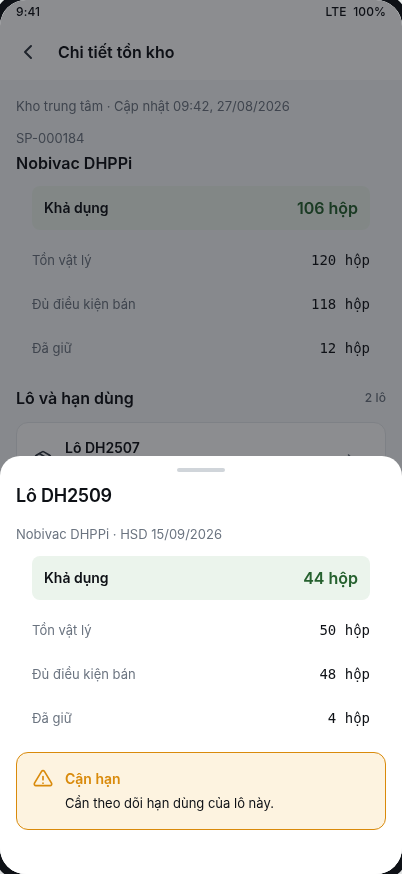 9:41
LTE 100%
Chi tiết tồn kho
Kho trung tâm · Cập nhật 09:42, 27/08/2026
SP-000184
Nobivac DHPPi
Khả dụng 106 hộp
Tồn vật lý 120 hộp
Đủ điều kiện bán 118 hộp
Đã giữ 12 hộp
Lô và hạn dùng 2 lô
Lô DH2507
Lô DH2509
Nobivac DHPPi · HSD 15/09/2026
Khả dụng 44 hộp
Tồn vật lý 50 hộp
Đủ điều kiện bán 48 hộp
Đã giữ 4 hộp
Cận hạn
Cần theo dõi hạn dùng của lô này.